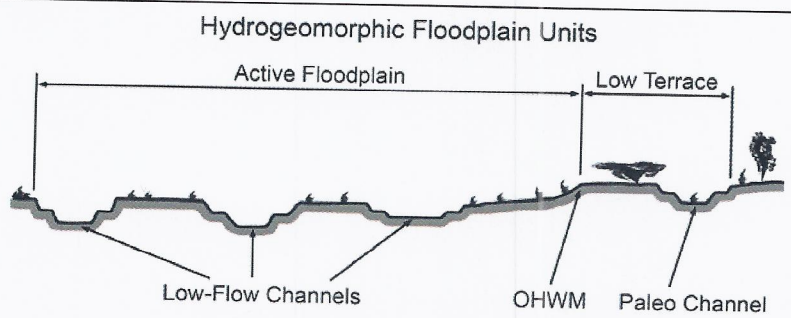 Hydrogeomorphic Floodplain Units
Active Floodplain
Low Terrace
Low-Flow Channels
OHWM
Paleo Channel